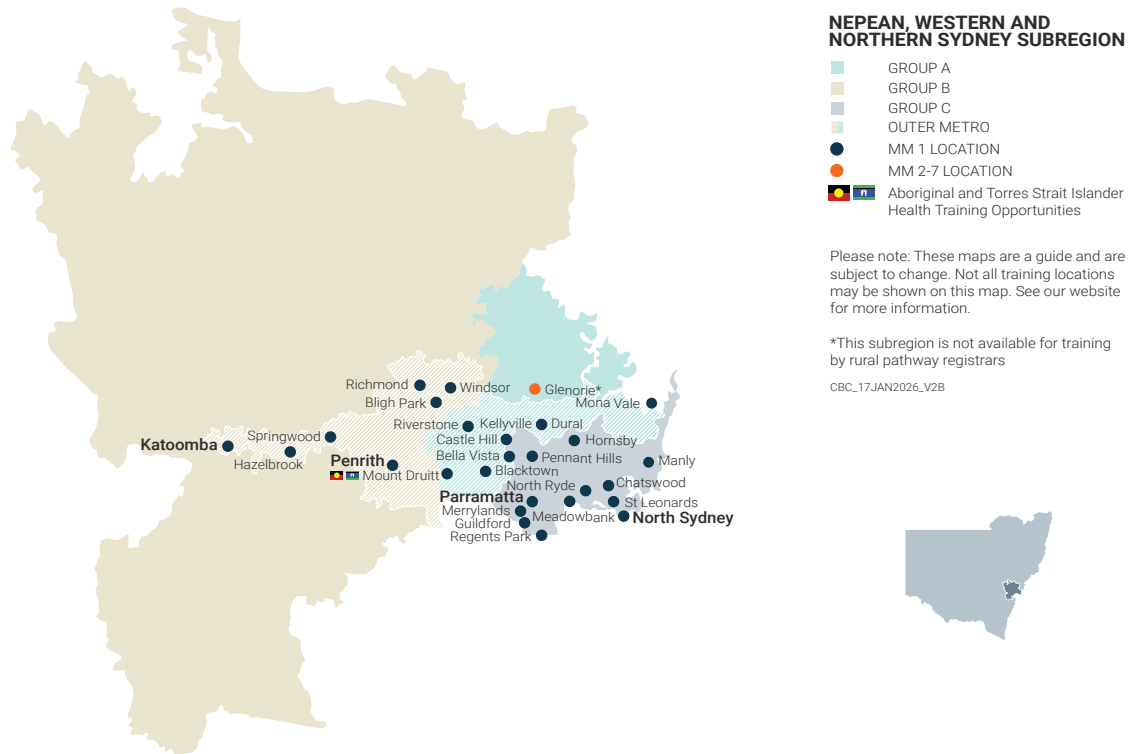 NEPEAN, WESTERN AND
NORTHERN SYDNEY SUBREGION
GROUP A
GROUP B
GROUP C
OUTER METRO
MM 1 LOCATION
MM 2-7 LOCATION
Aboriginal and Torres Strait Islander
Health Training Opportunities
Please note: These maps are a guide and are
subject to change. Not all training locations
may be shown on this map. See our website
for more information.
*This subregion is not available for training
by rural pathway registrars
CBC_17JAN2026_V2B
Richmond
Windsor
Bligh Park
Glenorie*
Mona Vale
Riverstone
Kellyville
Dural
Castle Hill
Hornsby
Springwood
Katoomba
Hazelbrook
Bella Vista
Pennant Hills
Penrith
Manly
Mount Druitt
Blacktown
North Ryde
Chatswood
Parramatta
St Leonards
Merrylands
Meadowbank
North Sydney
Guildford
Regents Park